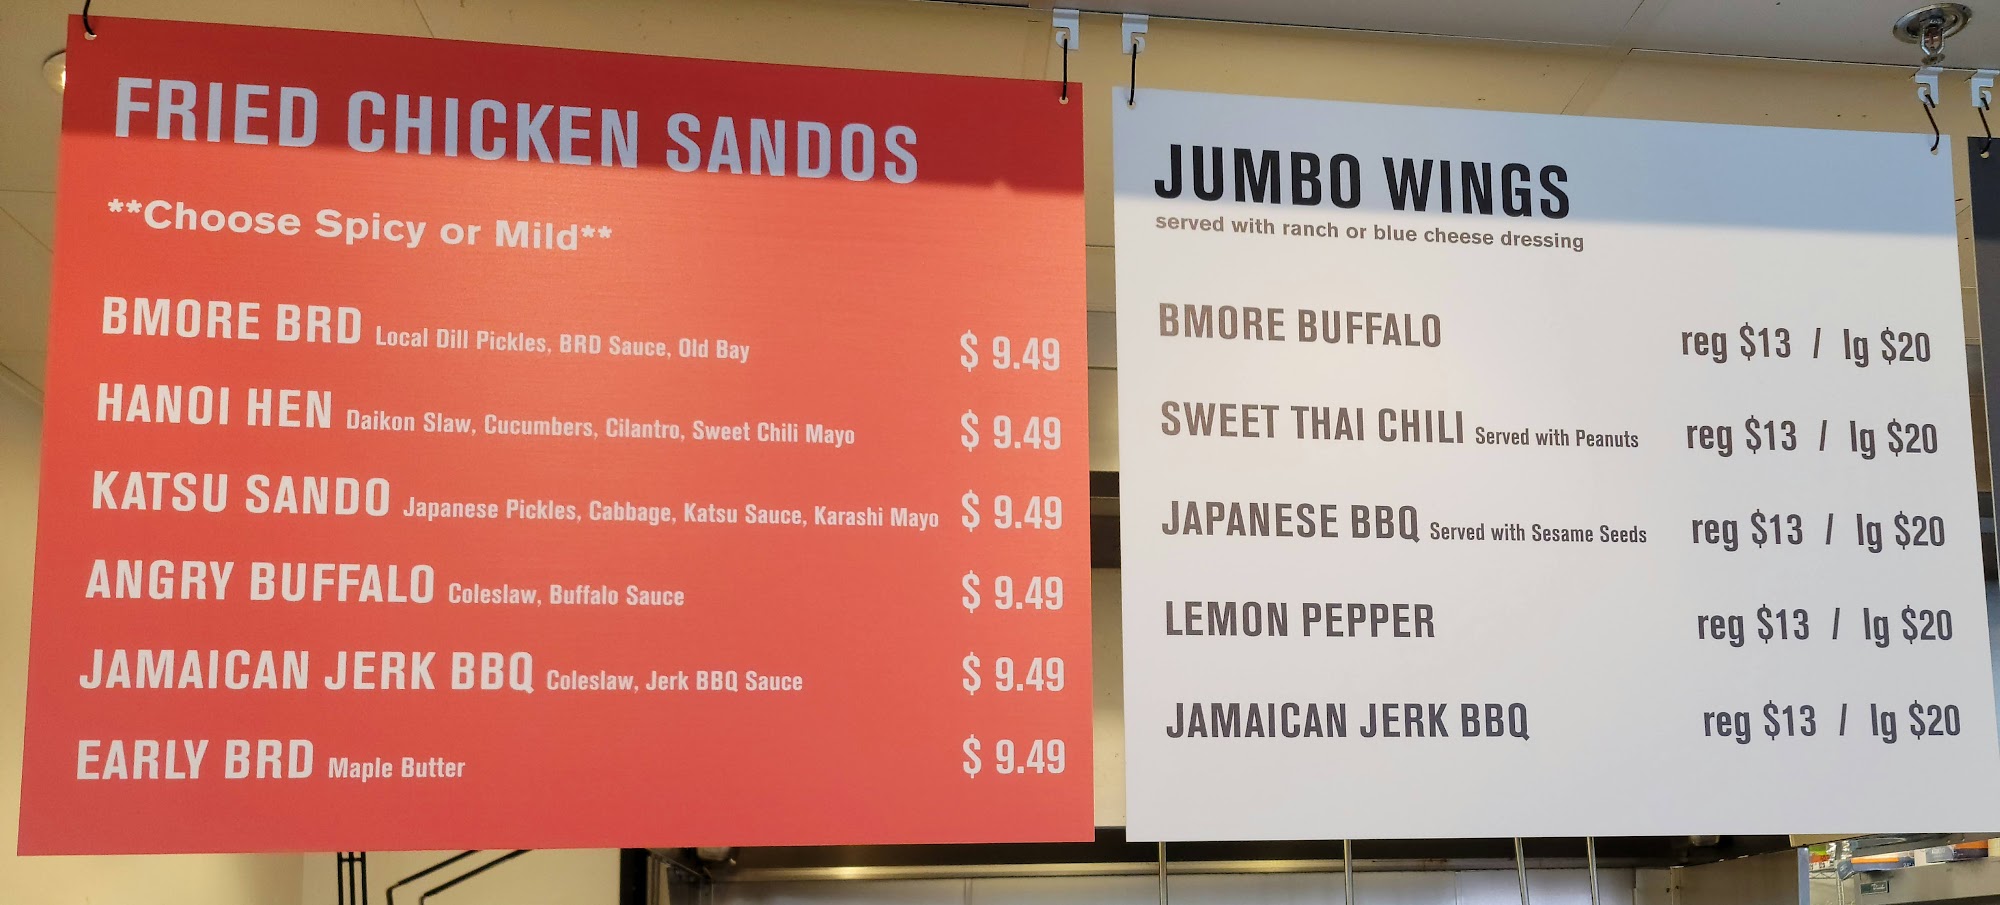 FRIED CHICKEN SANDOS
**Choose Spicy or Mild**
BMORE BRD Local Dill Pickles, BRD Sauce, Old Bay $ 9.49
HANOI HEN Daikon Slaw, Cucumbers, Cilantro, Sweet Chili Mayo $ 9.49
KATSU SANDO Japanese Pickles, Cabbage, Katsu Sauce, Karashi Mayo $ 9.49
ANGRY BUFFALO Coleslaw, Buffalo Sauce $ 9.49
JAMAICAN JERK BBQ Coleslaw, Jerk BBQ Sauce $ 9.49
EARLY BRD Maple Butter $ 9.49
JUMBO WINGS
served with ranch or blue cheese dressing
BMORE BUFFALO reg $13 / lg $20
SWEET THAI CHILI Served with Peanuts reg $13 / lg $20
JAPANESE BBQ Served with Sesame Seeds reg $13 / lg $20
LEMON PEPPER reg $13 / lg $20
JAMAICAN JERK BBQ reg $13 / lg $20